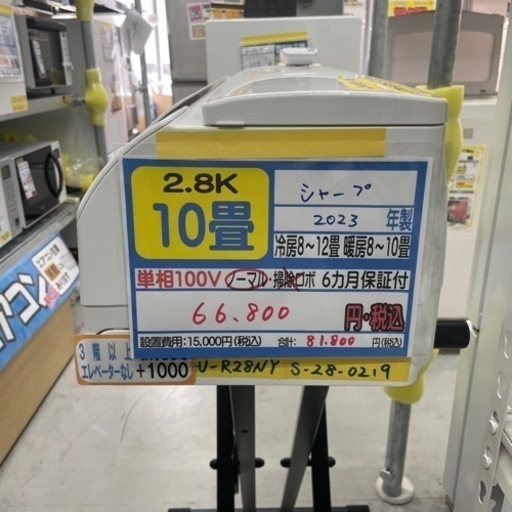 2.8K
10畳
シャープ
2023 年製
冷房8～12畳 暖房8～10畳
単相100V ノーマル・掃除ロボ 6カ月保証付
66,800
円・税込
設置費用:15,000円(税込) 合計: 81,800 円(税込)
3階以上
エレベーターなし +1000
U-R28NY S-28-0219
アコン